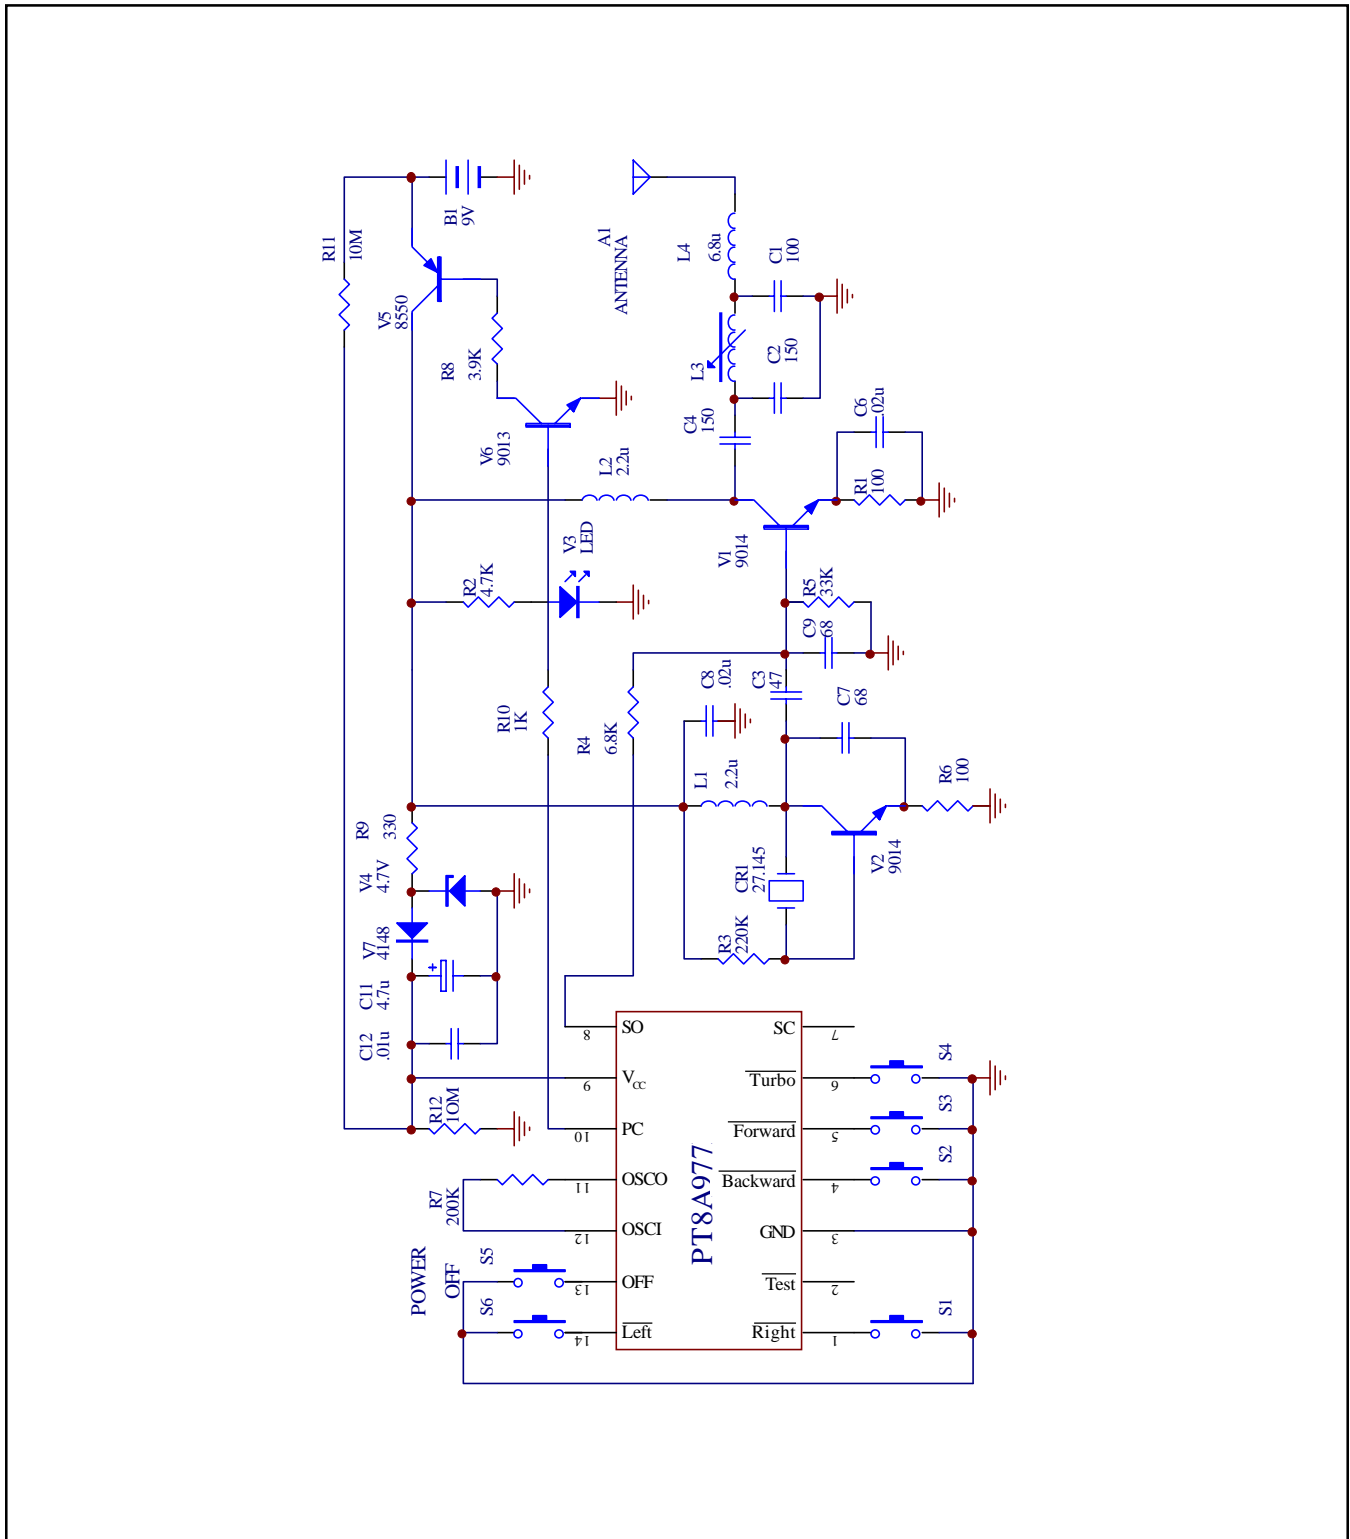 R11
10M
B1
9V
V5
8550
R8
3.9K
A1
ANTENNA
L4
6.8u
C1
100
L3
C2
150
C4
150
C6
.02u
V6
9013
L2
2.2u
R1
100
V1
9014
V3
LED
R2
4.7K
R5
33K
C9
68
C8
.02u
C3
47
C7
68
R10
1K
R4
6.8K
L1
2.2u
R6
100
R9
330
V4
4.7V
V2
9014
CR1
27.145
V7
4148
R3
220K
C11
4.7u
+
C12
.01u
R12
1OM
R7
200K
POWER
OFF
S5
S6
PT8A977
8 SO
9 VCC
10 PC
11 OSCO
12 OSCI
13 OFF
14 Left
SC 7
Turbo 6
Forward 5
Backward 4
GND 3
Test 2
Right 1
S4
S3
S2
S1